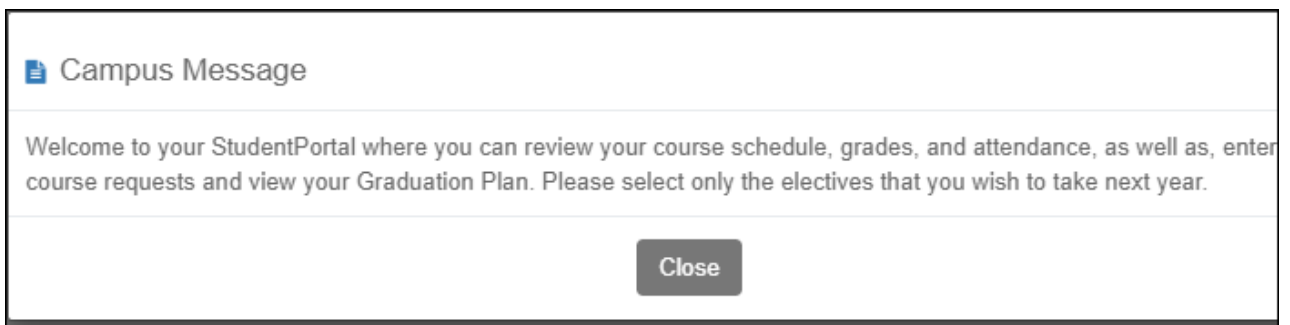 Campus Message
Welcome to your StudentPortal where you can review your course schedule, grades, and attendance, as well as, enter
course requests and view your Graduation Plan. Please select only the electives that you wish to take next year.
Close